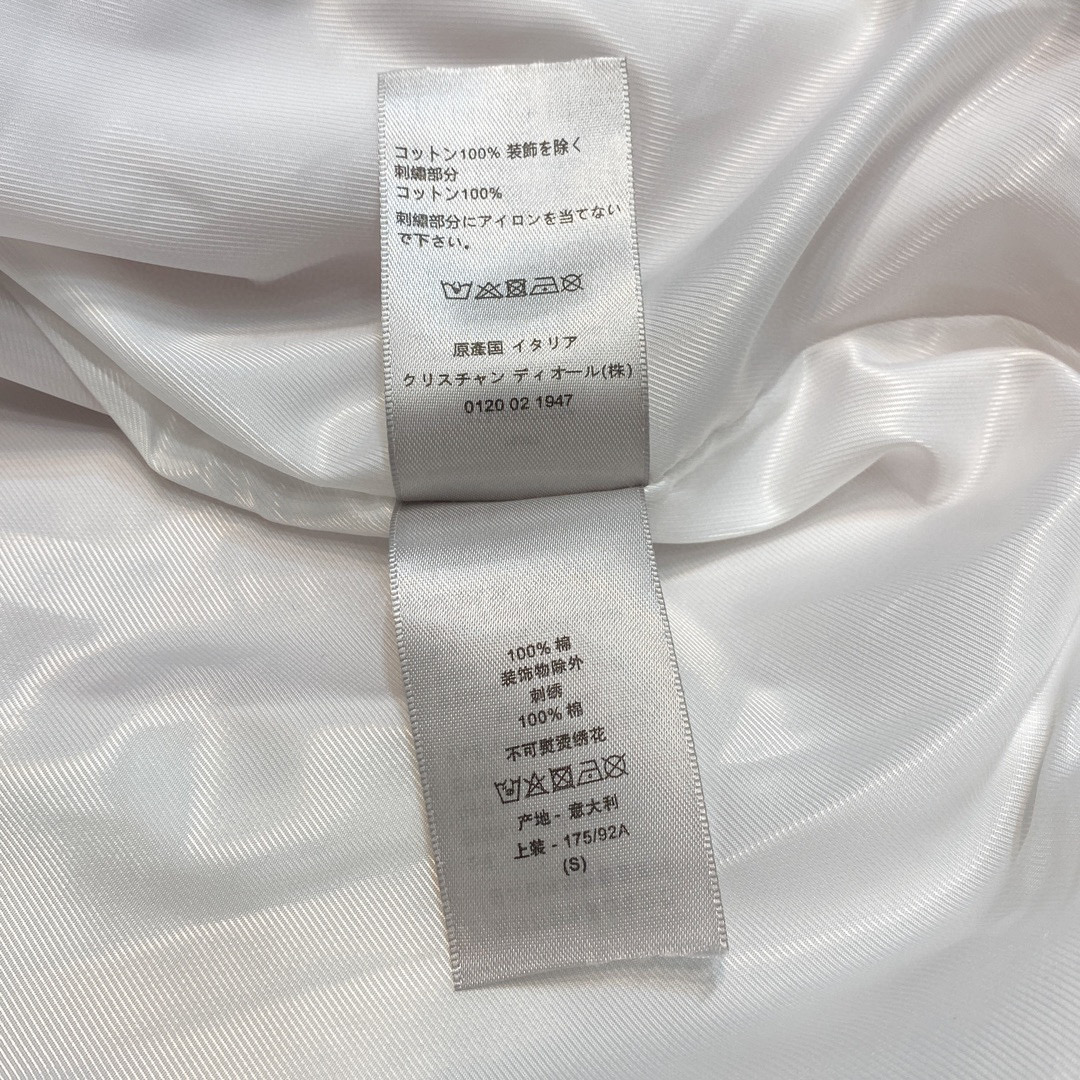 コットン100% 装飾を除く
刺繡部分
コットン100%
刺繡部分にアイロンを当てない
で下さい。
原産国 イタリア
クリスチャン ディオール(株)
0120 02 1947
100% 棉
装饰物除外
刺绣
100% 棉
不可熨烫绣花
产地 - 意大利
上装 - 175/92A
(S)